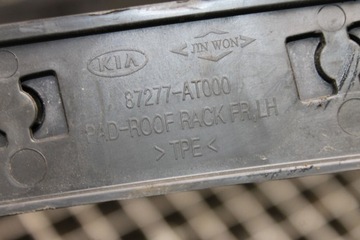 KIA JIN WON
87277-AT000
PAD-ROOF RACK FR,LH
>TPE<